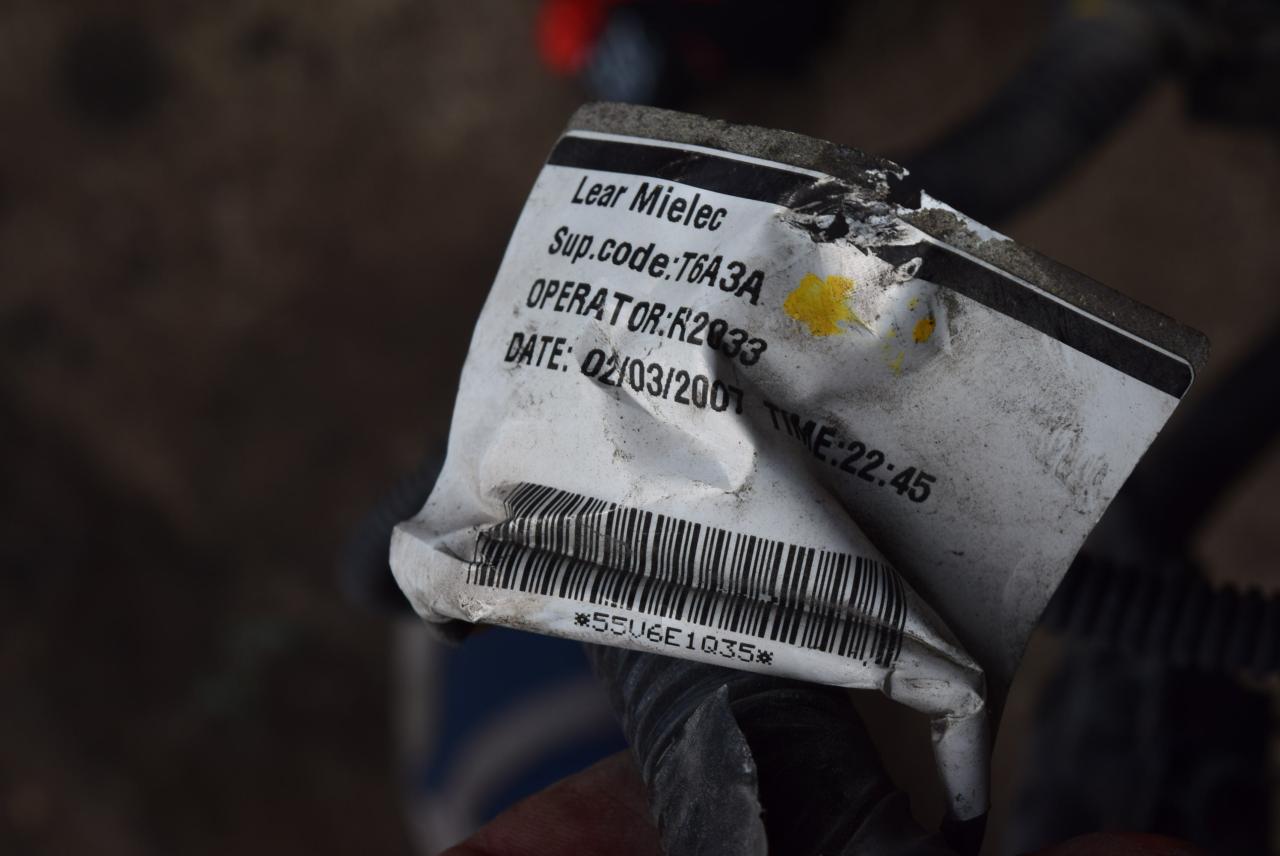 Lear Mielec
Sup.code:T6A3A
OPERATOR:R2033
DATE: 02/03/2007 TIME:22:45
*55V6E1Q35*